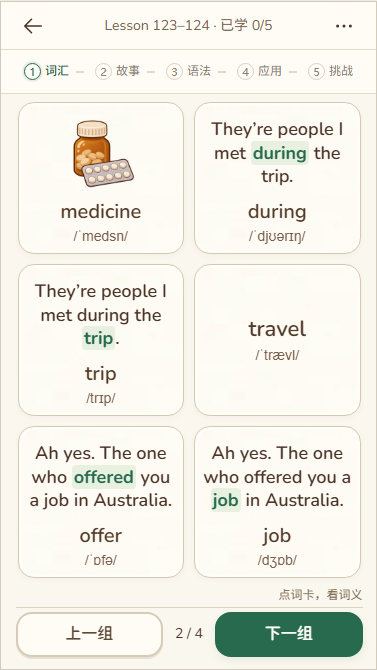 Lesson 123–124 · 已学 0/5
1 词汇 – 2 故事 – 3 语法 – 4 应用 – 5 挑战
medicine
/ˈmedsn/
They’re people I
met during the
trip.
during
/ˈdjʊərɪŋ/
They’re people I
met during the
trip.
trip
/trɪp/
travel
/ˈtrævl/
Ah yes. The one
who offered you
a job in Australia.
offer
/ˈɒfə/
Ah yes. The one
who offered you a
job in Australia.
job
/dʒɒb/
点词卡，看词义
上一组
2 / 4
下一组